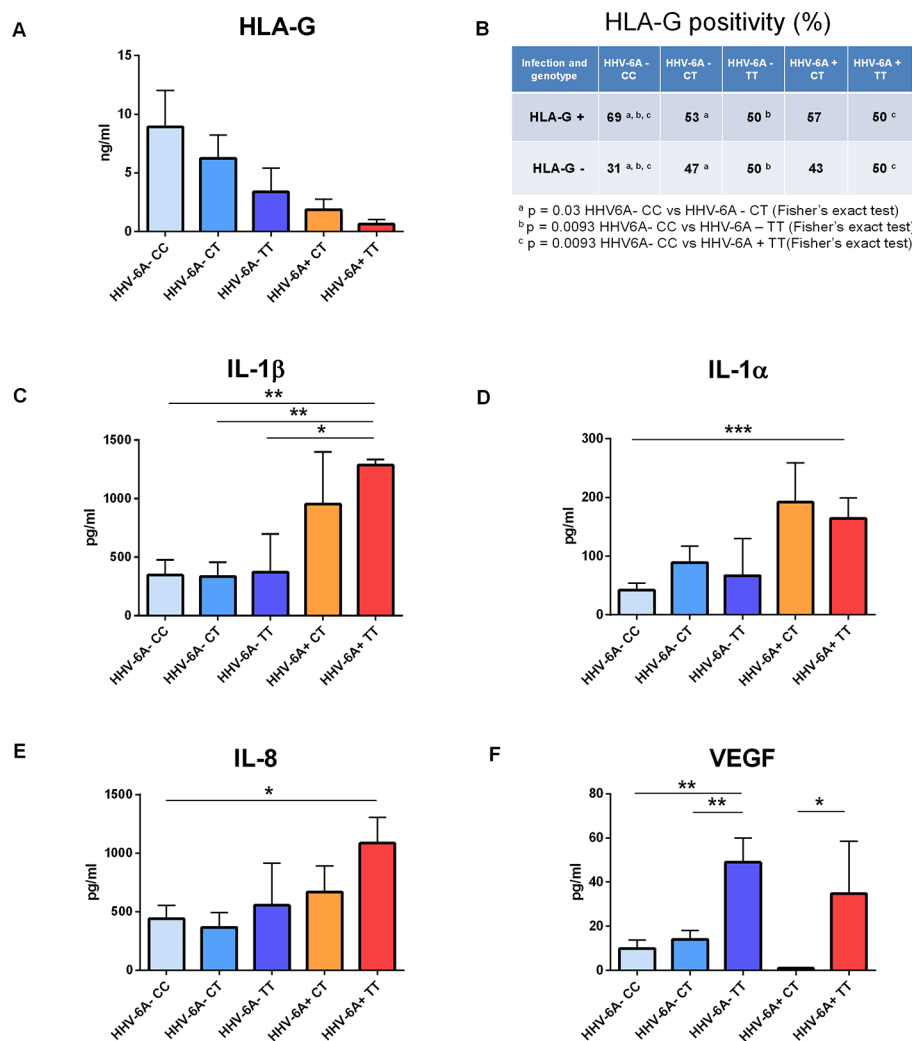 A
HLA-G
15
10
5
0
ng/ml
HHV-6A- CC
HHV-6A- CT
HHV-6A- TT
HHV-6A+ CT
HHV-6A+ TT
B
HLA-G positivity (%)
Infection and genotype HHV-6A - CC HHV-6A - CT HHV-6A - TT HHV-6A + CT HHV-6A + TT
HLA-G + 69 a, b, c 53 a 50 b 57 50 c
HLA-G - 31 a, b, c 47 a 50 b 43 50 c
a p = 0.03 HHV6A- CC vs HHV-6A - CT (Fisher's exact test)
b p = 0.0093 HHV6A- CC vs HHV-6A – TT (Fisher's exact test)
c p = 0.0093 HHV6A- CC vs HHV-6A + TT(Fisher's exact test)
C
IL-1β
**
**
*
1500
1000
500
0
pg/ml
HHV-6A- CC
HHV-6A- CT
HHV-6A- TT
HHV-6A+ CT
HHV-6A+ TT
D
IL-1α
***
300
200
100
0
pg/ml
HHV-6A- CC
HHV-6A- CT
HHV-6A- TT
HHV-6A+ CT
HHV-6A+ TT
E
IL-8
*
1500
1000
500
0
pg/ml
HHV-6A- CC
HHV-6A- CT
HHV-6A- TT
HHV-6A+ CT
HHV-6A+ TT
F
VEGF
**
**
*
80
60
40
20
0
pg/ml
HHV-6A- CC
HHV-6A- CT
HHV-6A- TT
HHV-6A+ CT
HHV-6A+ TT